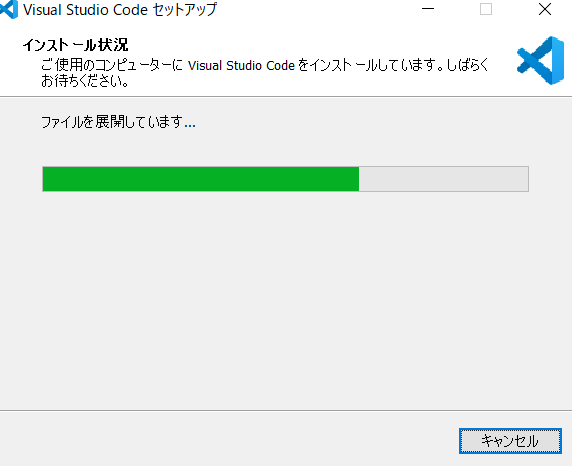 Visual Studio Code セットアップ
インストール状況
ご使用のコンピューターに Visual Studio Code をインストールしています。しばらく
お待ちください。
ファイルを展開しています...
キャンセル